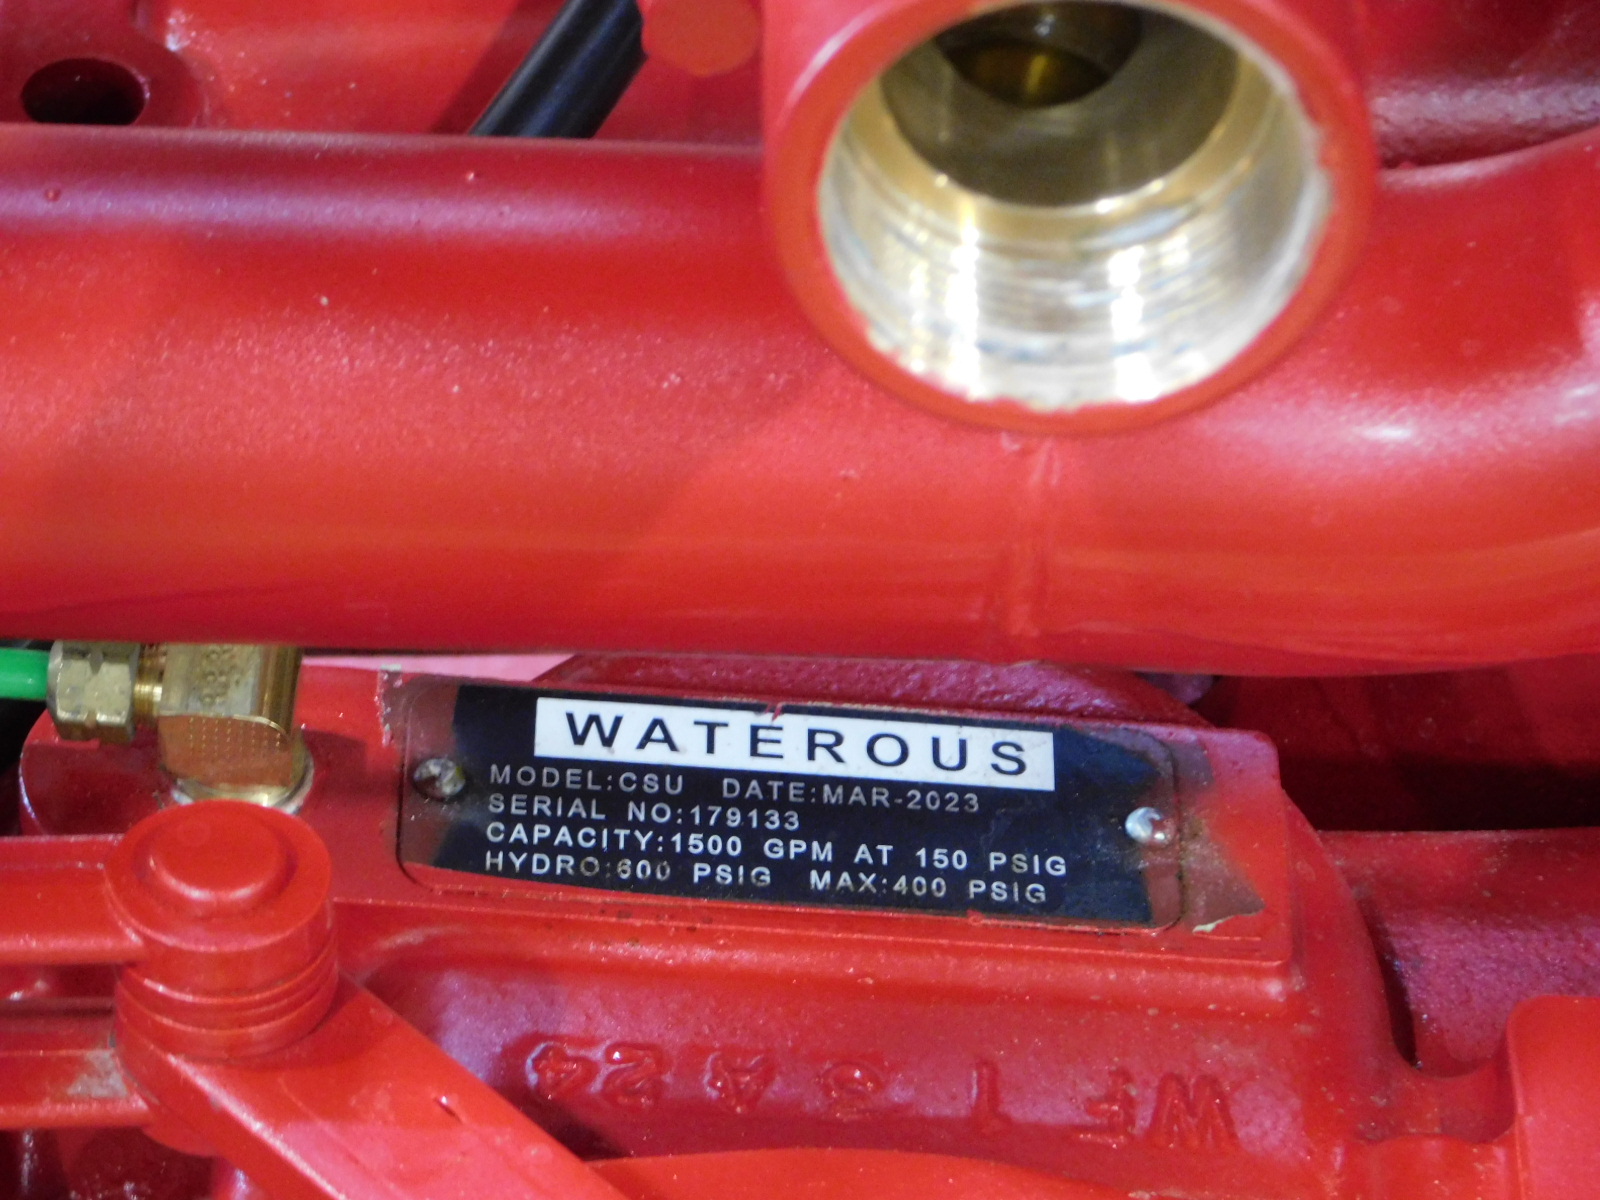 WATEROUS
MODEL:CSU DATE:MAR-2023
SERIAL NO:179133
CAPACITY:1500 GPM AT 150 PSIG
HYDRO:600 PSIG MAX:400 PSIG